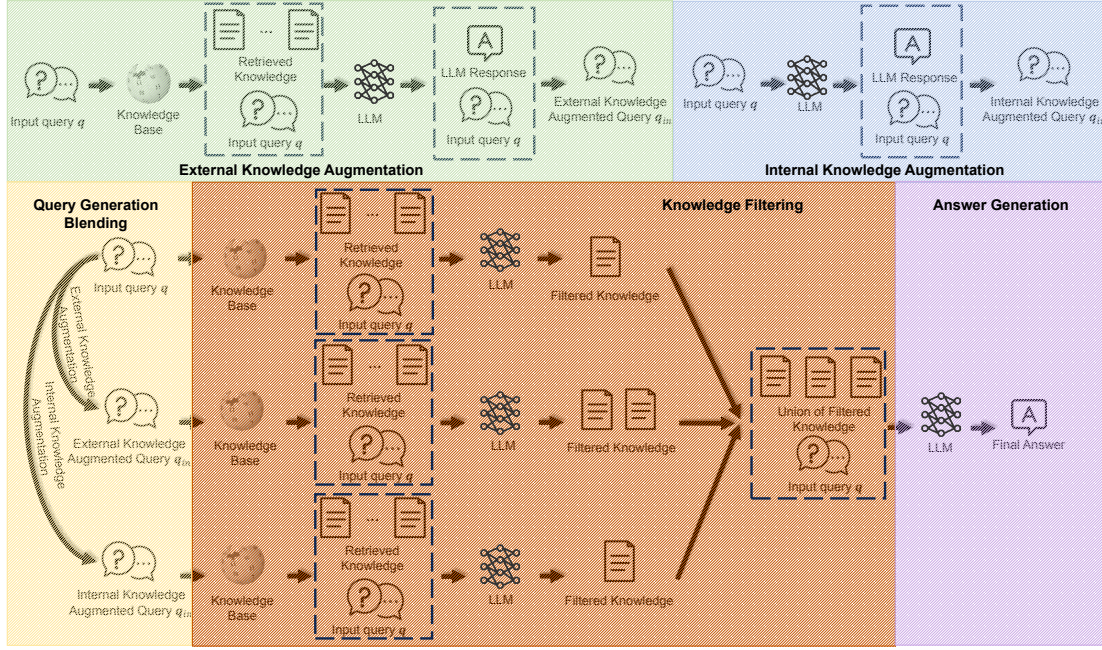 Retrieved
Knowledge
Input query q
Input query q
Knowledge
Base
LLM
LLM Response
Input query q
External Knowledge
Augmented Query q_in
External Knowledge Augmentation
Input query q
LLM
LLM Response
Input query q
Internal Knowledge
Augmented Query q_in
Internal Knowledge Augmentation
Query Generation
Blending
Knowledge Filtering
Answer Generation
Input query q
Knowledge
Base
Retrieved
Knowledge
Input query q
LLM
Filtered Knowledge
External Knowledge
Augmentation
Internal Knowledge
Augmentation
External Knowledge
Augmented Query q_in
Knowledge
Base
Retrieved
Knowledge
Input query q
LLM
Filtered Knowledge
Union of Filtered
Knowledge
Input query q
LLM
Final Answer
Internal Knowledge
Augmented Query q_in
Knowledge
Base
Retrieved
Knowledge
Input query q
LLM
Filtered Knowledge